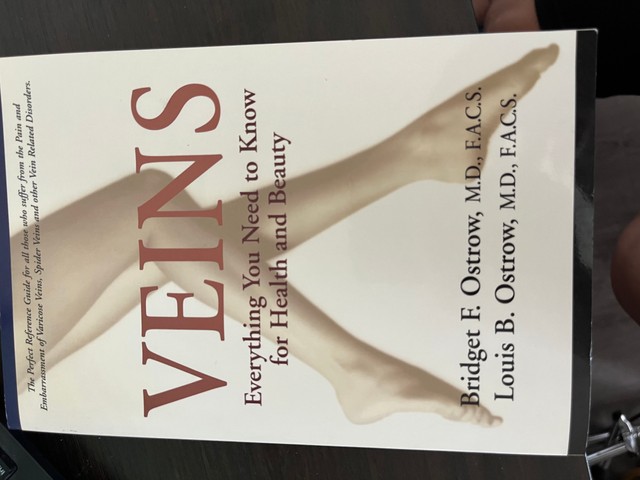 The Perfect Reference Guide for all those who suffer from the Pain and
Embarrassment of Varicose Veins, Spider Veins and other Vein Related Disorders.
VEINS
Everything You Need to Know
for Health and Beauty
Bridget F. Ostrow, M.D., F.A.C.S.
Louis B. Ostrow, M.D., F.A.C.S.